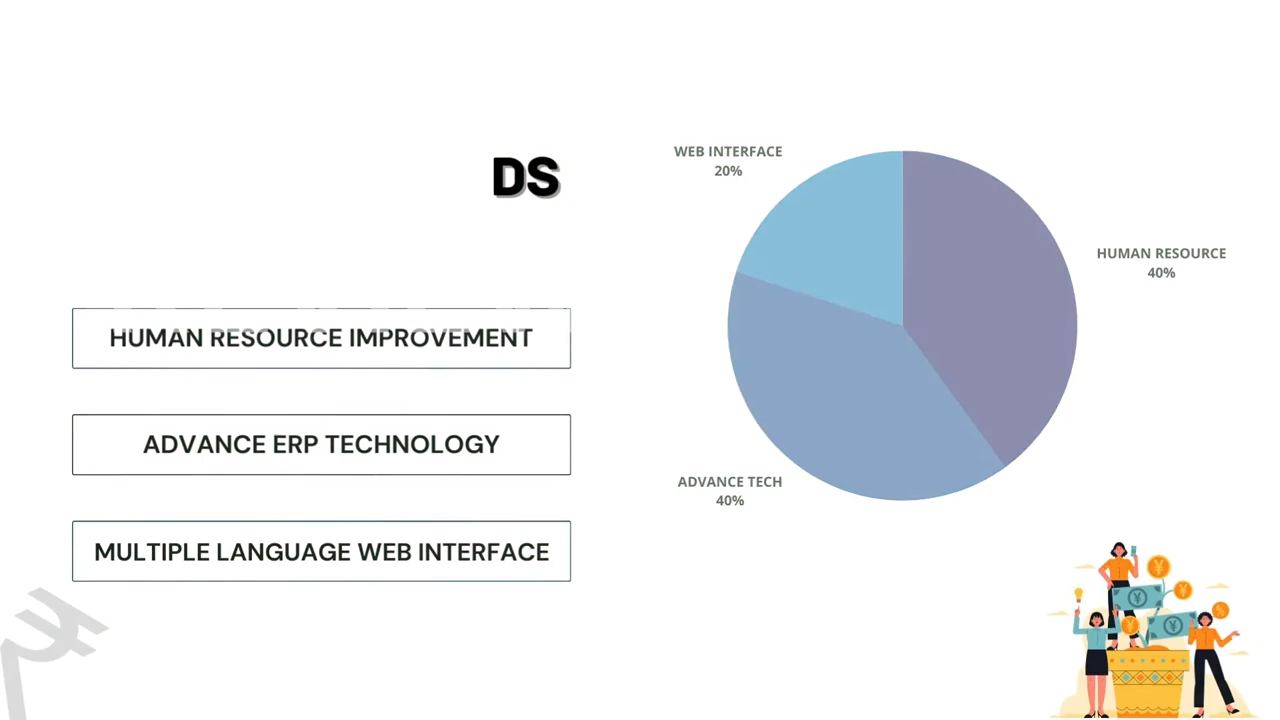 DS
HUMAN RESOURCE IMPROVEMENT
ADVANCE ERP TECHNOLOGY
MULTIPLE LANGUAGE WEB INTERFACE
WEB INTERFACE
20%
HUMAN RESOURCE
40%
ADVANCE TECH
40%